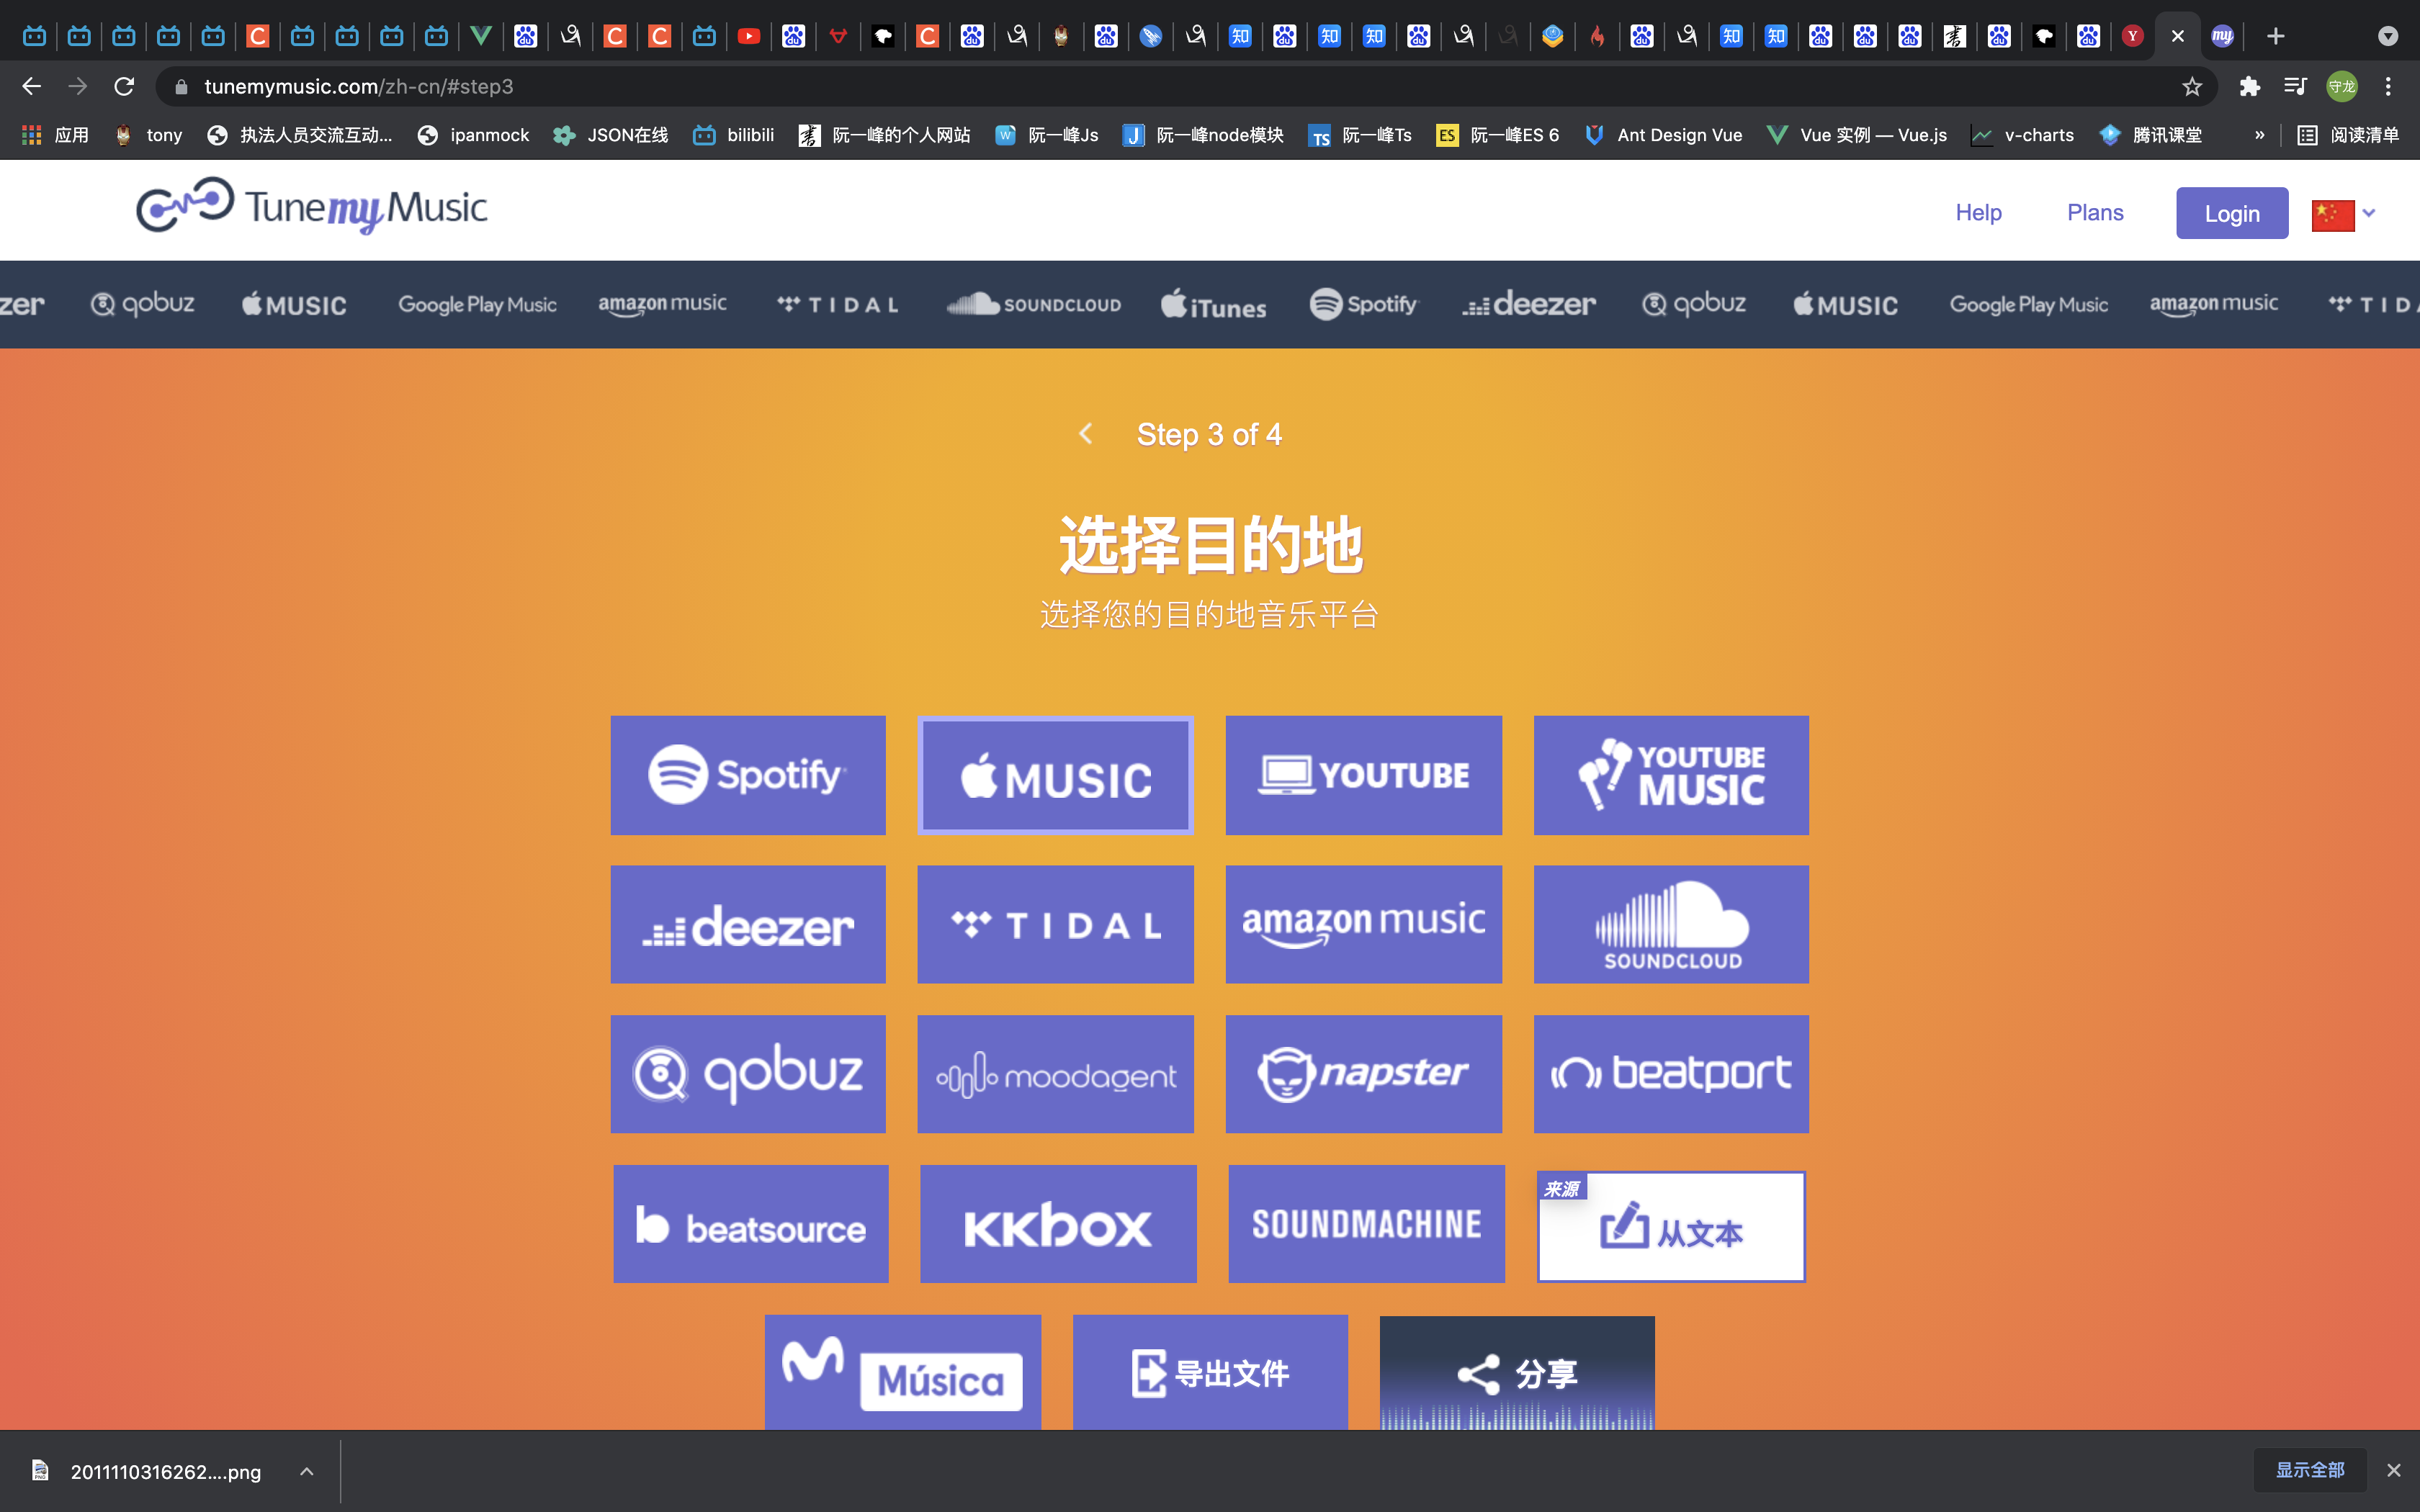 tunemymusic.com/zh-cn/#step3
守龙
应用
tony
执法人员交流互动...
ipanmock
JSON在线
bilibili
阮一峰的个人网站
阮一峰Js
阮一峰node模块
阮一峰Ts
阮一峰ES 6
Ant Design Vue
Vue 实例 — Vue.js
v-charts
腾讯课堂
»
阅读清单
Tune my Music
Help
Plans
Login
zer
qobuz
MUSIC
Google Play Music
amazon music
TIDAL
SOUNDCLOUD
iTunes
Spotify
deezer
qobuz
MUSIC
Google Play Music
amazon music
TID
Step 3 of 4
选择目的地
选择您的目的地音乐平台
Spotify
MUSIC
YOUTUBE
YOUTUBE
MUSIC
deezer
TIDAL
amazon music
SOUNDCLOUD
qobuz
moodagent
napster
beatport
beatsource
KKBOX
SOUNDMACHINE
来源
从文本
Música
导出文件
分享
2011110316262....png
显示全部